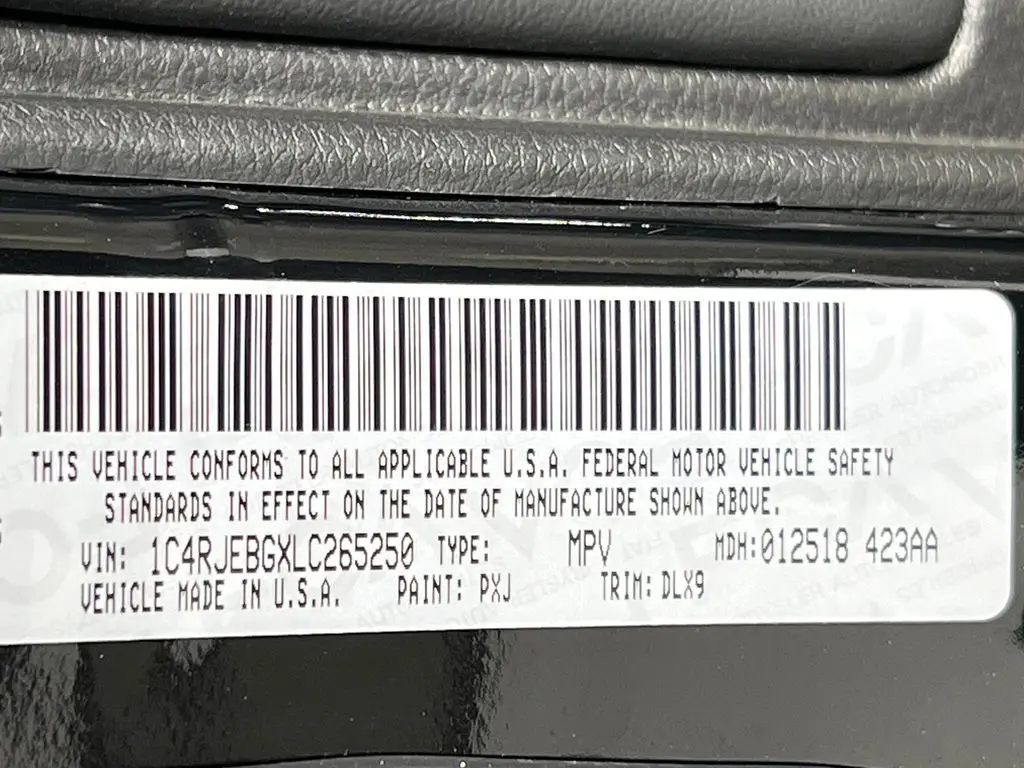 THIS VEHICLE CONFORMS TO ALL APPLICABLE U.S.A. FEDERAL MOTOR VEHICLE SAFETY
STANDARDS IN EFFECT ON THE DATE OF MANUFACTURE SHOWN ABOVE.
VIN: 1C4RJEBGXLC265250 TYPE: MPV MDH:012518 423AA
VEHICLE MADE IN U.S.A. PAINT: PXJ TRIM: DLX9